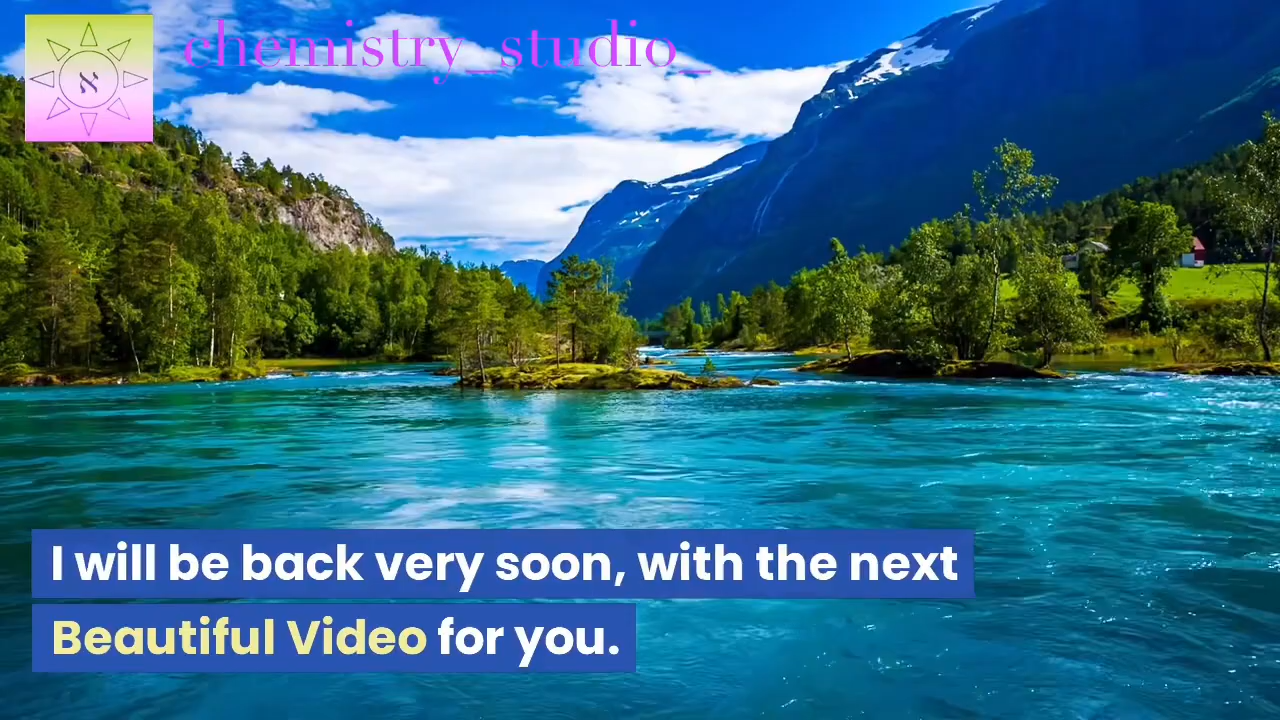 chemistry_studio_
א
I will be back very soon, with the next
Beautiful Video for you.